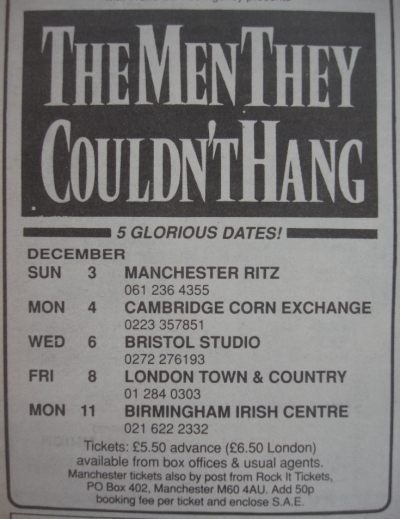 presents
THE MEN THEY
COULDN'T HANG
5 GLORIOUS DATES!
DECEMBER
SUN 3 MANCHESTER RITZ
061 236 4355
MON 4 CAMBRIDGE CORN EXCHANGE
0223 357851
WED 6 BRISTOL STUDIO
0272 276193
FRI 8 LONDON TOWN & COUNTRY
01 284 0303
MON 11 BIRMINGHAM IRISH CENTRE
021 622 2332
Tickets: £5.50 advance (£6.50 London)
available from box offices & usual agents.
Manchester tickets also by post from Rock It Tickets,
PO Box 402, Manchester M60 4AU. Add 50p
booking fee per ticket and enclose S.A.E.